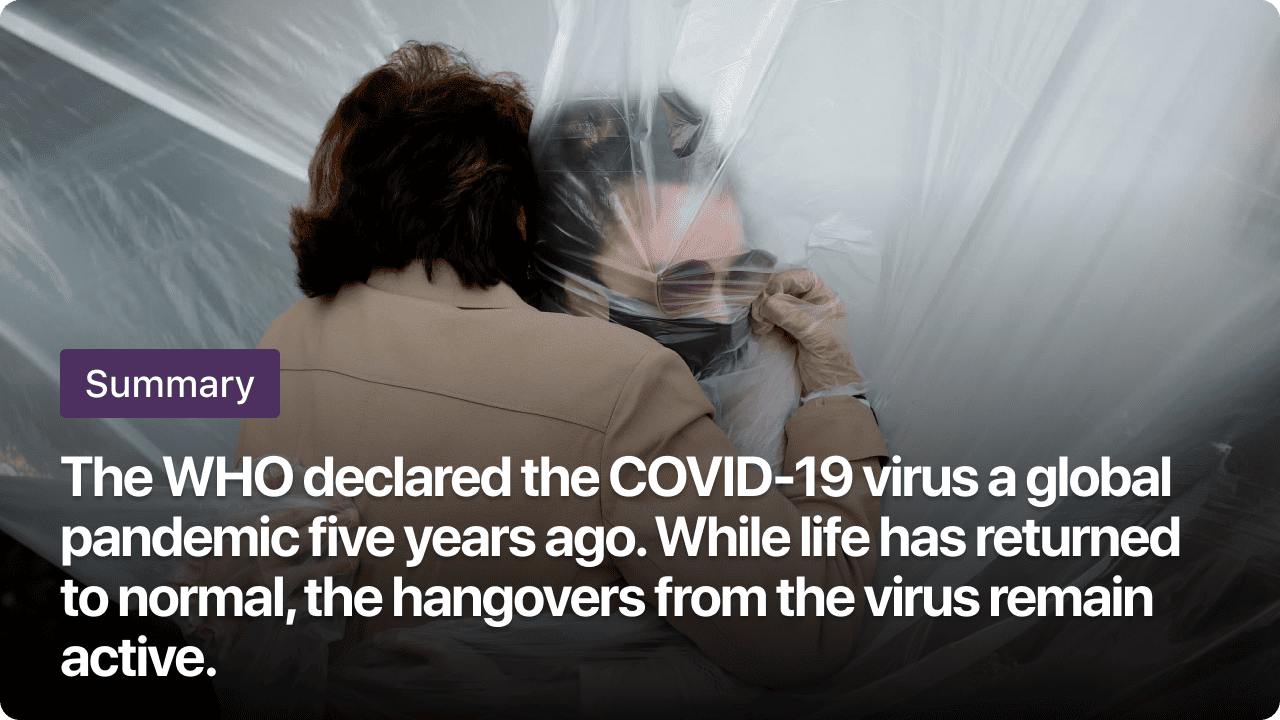 Summary
The WHO declared the COVID-19 virus a global
pandemic five years ago. While life has returned
to normal, the hangovers from the virus remain
active.